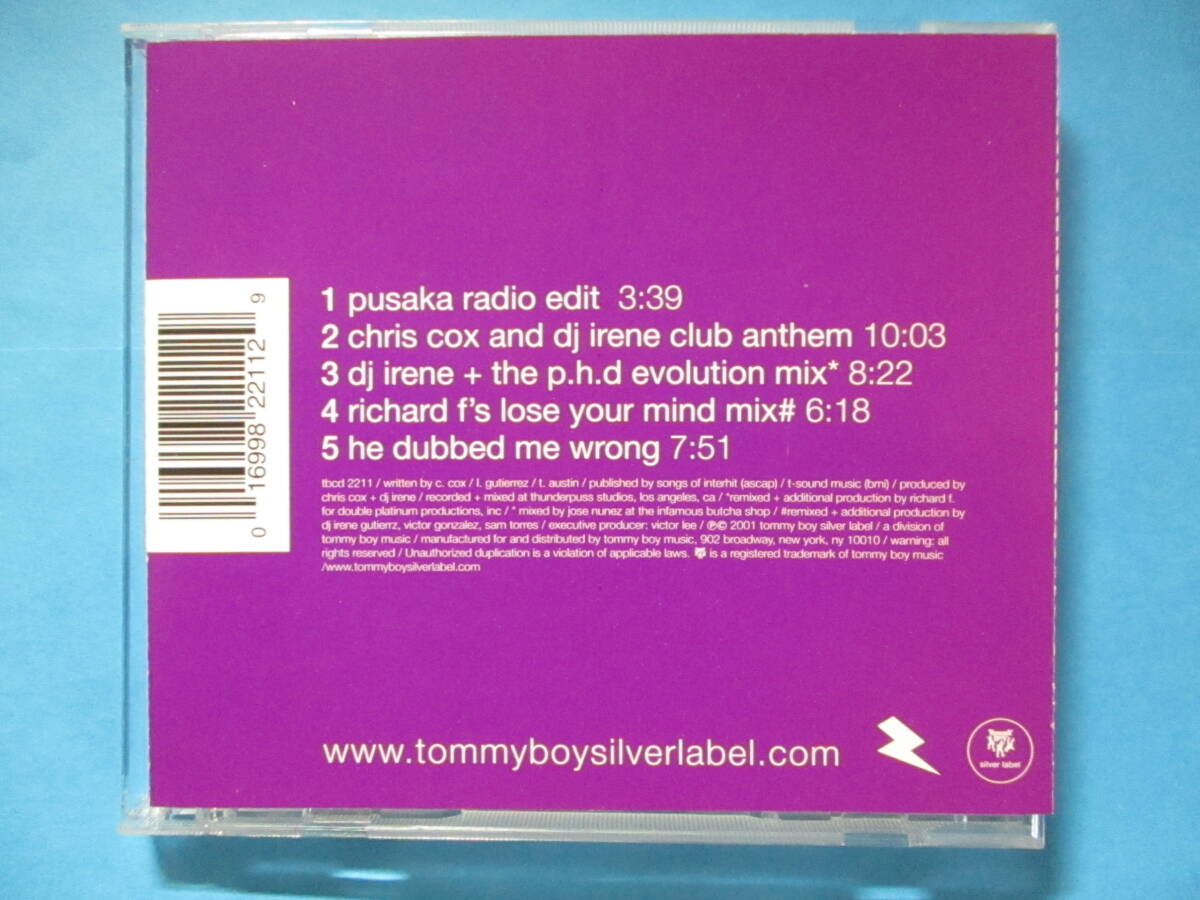 1 pusaka radio edit 3:39
2 chris cox and dj irene club anthem 10:03
3 dj irene + the p.h.d evolution mix* 8:22
4 richard f's lose your mind mix# 6:18
5 he dubbed me wrong 7:51
tbcd 2211 / written by c. cox / l. gutierrez / t. austin / published by songs of interhit (ascap) / t-sound music (bmi) / produced by
chris cox + dj irene / recorded + mixed at thunderpuss studios, los angeles, ca / *remixed + additional production by richard f.
for double platinum productions, inc / * mixed by jose nunez at the infamous butcha shop / #remixed + additional production by
dj irene gutierrz, victor gonzalez, sam torres / executive producer: victor lee / ℗© 2001 tommy boy silver label / a division of
tommy boy music / manufactured for and distributed by tommy boy music, 902 broadway, new york, ny 10010 / warning: all
rights reserved / Unauthorized duplication is a violation of applicable laws. is a registered trademark of tommy boy music
/www.tommyboysilverlabel.com
0 16998 22112 9
www.tommyboysilverlabel.com
silver label